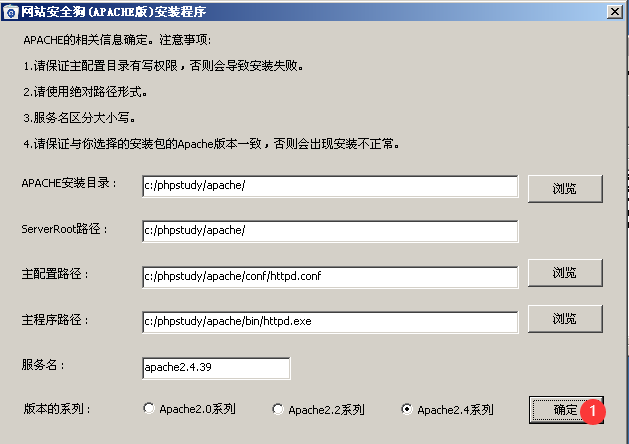 网站安全狗(APACHE版)安装程序
APACHE的相关信息确定。注意事项:
1.请保证主配置目录有写权限，否则会导致安装失败。
2.请使用绝对路径形式。
3.服务名区分大小写。
4.请保证与你选择的安装包的Apache版本一致，否则会出现安装不正常。
APACHE安装目录： c:/phpstudy/apache/ 浏览
ServerRoot路径： c:/phpstudy/apache/
主配置路径： c:/phpstudy/apache/conf/httpd.conf 浏览
主程序路径： c:/phpstudy/apache/bin/httpd.exe 浏览
服务名： apache2.4.39
版本的系列： Apache2.0系列 Apache2.2系列 Apache2.4系列 确定 1